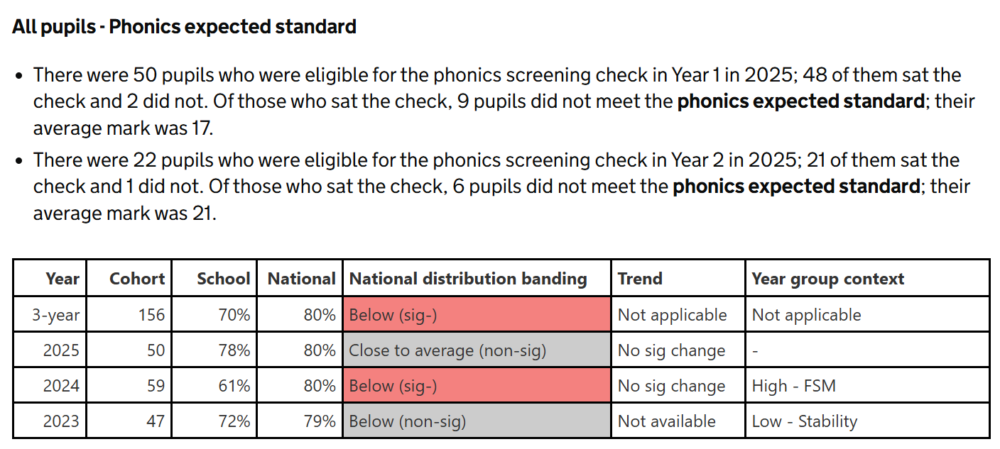 All pupils - Phonics expected standard
• There were 50 pupils who were eligible for the phonics screening check in Year 1 in 2025; 48 of them sat the
check and 2 did not. Of those who sat the check, 9 pupils did not meet the phonics expected standard; their
average mark was 17.
• There were 22 pupils who were eligible for the phonics screening check in Year 2 in 2025; 21 of them sat the
check and 1 did not. Of those who sat the check, 6 pupils did not meet the phonics expected standard; their
average mark was 21.
Year Cohort School National National distribution banding Trend Year group context
3-year 156 70% 80% Below (sig-) Not applicable Not applicable
2025 50 78% 80% Close to average (non-sig) No sig change -
2024 59 61% 80% Below (sig-) No sig change High - FSM
2023 47 72% 79% Below (non-sig) Not available Low - Stability